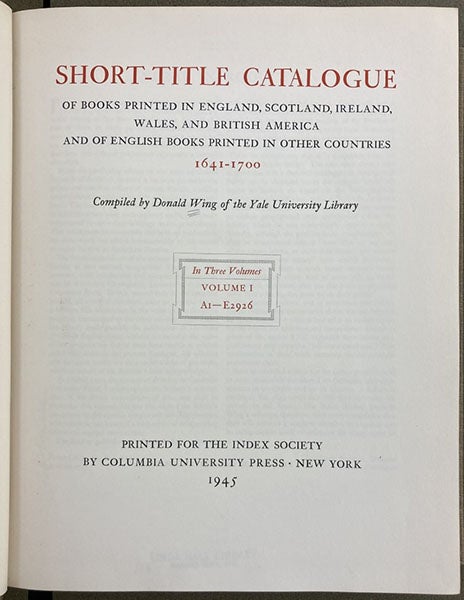 SHORT-TITLE CATALOGUE
OF BOOKS PRINTED IN ENGLAND, SCOTLAND, IRELAND,
WALES, AND BRITISH AMERICA
AND OF ENGLISH BOOKS PRINTED IN OTHER COUNTRIES
1641-1700
Compiled by Donald Wing of the Yale University Library
In Three Volumes
VOLUME I
A1—E2926
PRINTED FOR THE INDEX SOCIETY
BY COLUMBIA UNIVERSITY PRESS · NEW YORK
1945